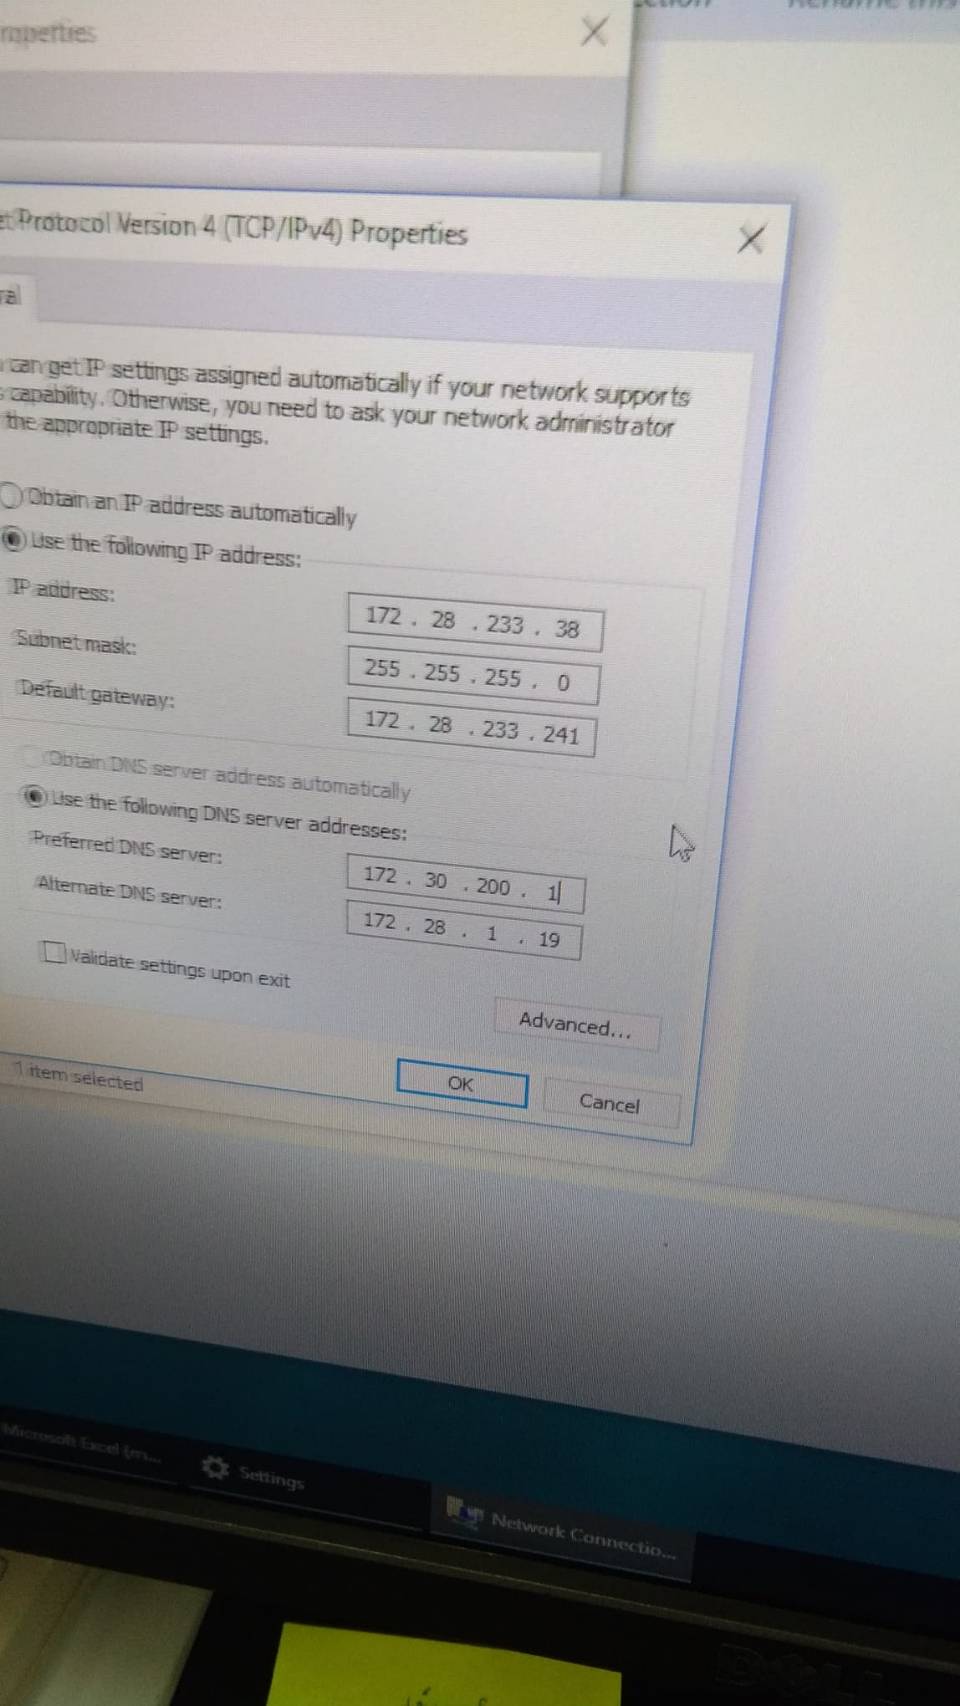 Protocol Version 4 (TCP/IPv4) Properties
can get IP settings assigned automatically if your network supports
capability. Otherwise, you need to ask your network administrator
the appropriate IP settings.
Obtain an IP address automatically
Use the following IP address:
IP address: 172 . 28 . 233 . 38
Subnet mask: 255 . 255 . 255 . 0
Default gateway: 172 . 28 . 233 . 241
Obtain DNS server address automatically
Use the following DNS server addresses:
Preferred DNS server: 172 . 30 . 200 . 1
Alternate DNS server: 172 . 28 . 1 . 19
Validate settings upon exit
Advanced...
OK Cancel
1 item selected
Microsoft Excel
Settings
Network Connectio...
DELL